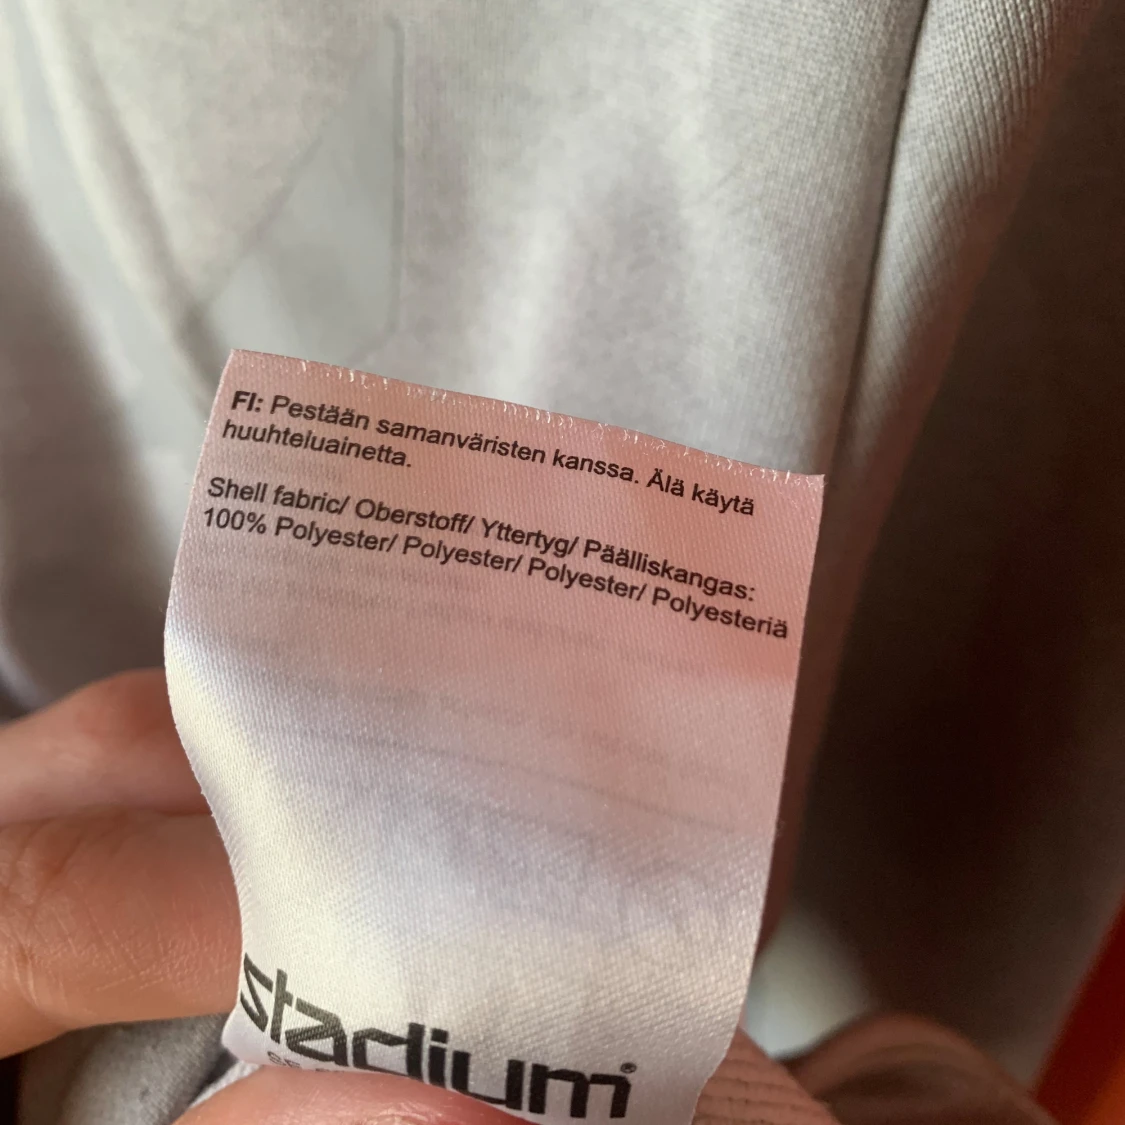 FI: Pestään samanväristen kanssa. Älä käytä
huuhteluainetta.
Shell fabric/ Oberstoff/ Yttertyg/ Päälliskangas:
100% Polyester/ Polyester/ Polyester/ Polyesteriä
stadium®